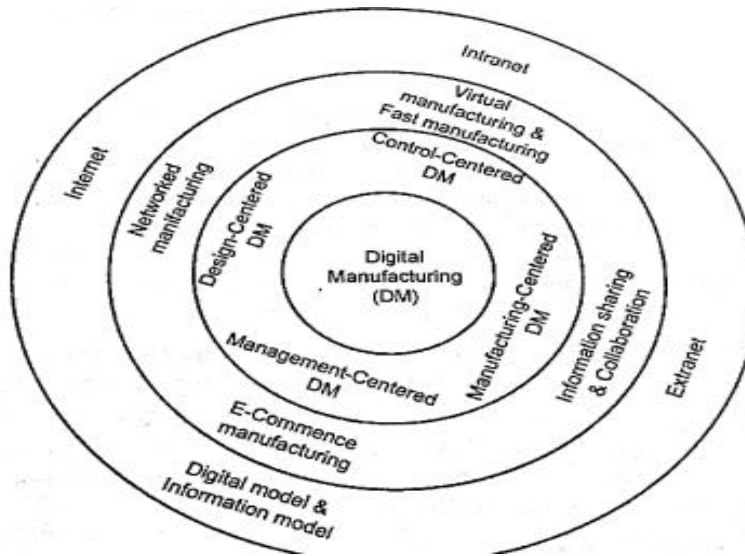 Intranet
Virtual
manufacturing &
Fast manufacturing
Control-Centered
DM
Internet
Networked
manifacturing
Design-Centered
DM
Digital
Manufacturing
(DM)
Manufacturing-Centered
DM
Information sharing
& Collaboration
Extranet
Management-Centered
DM
E-Commence
manufacturing
Digital model &
Information model